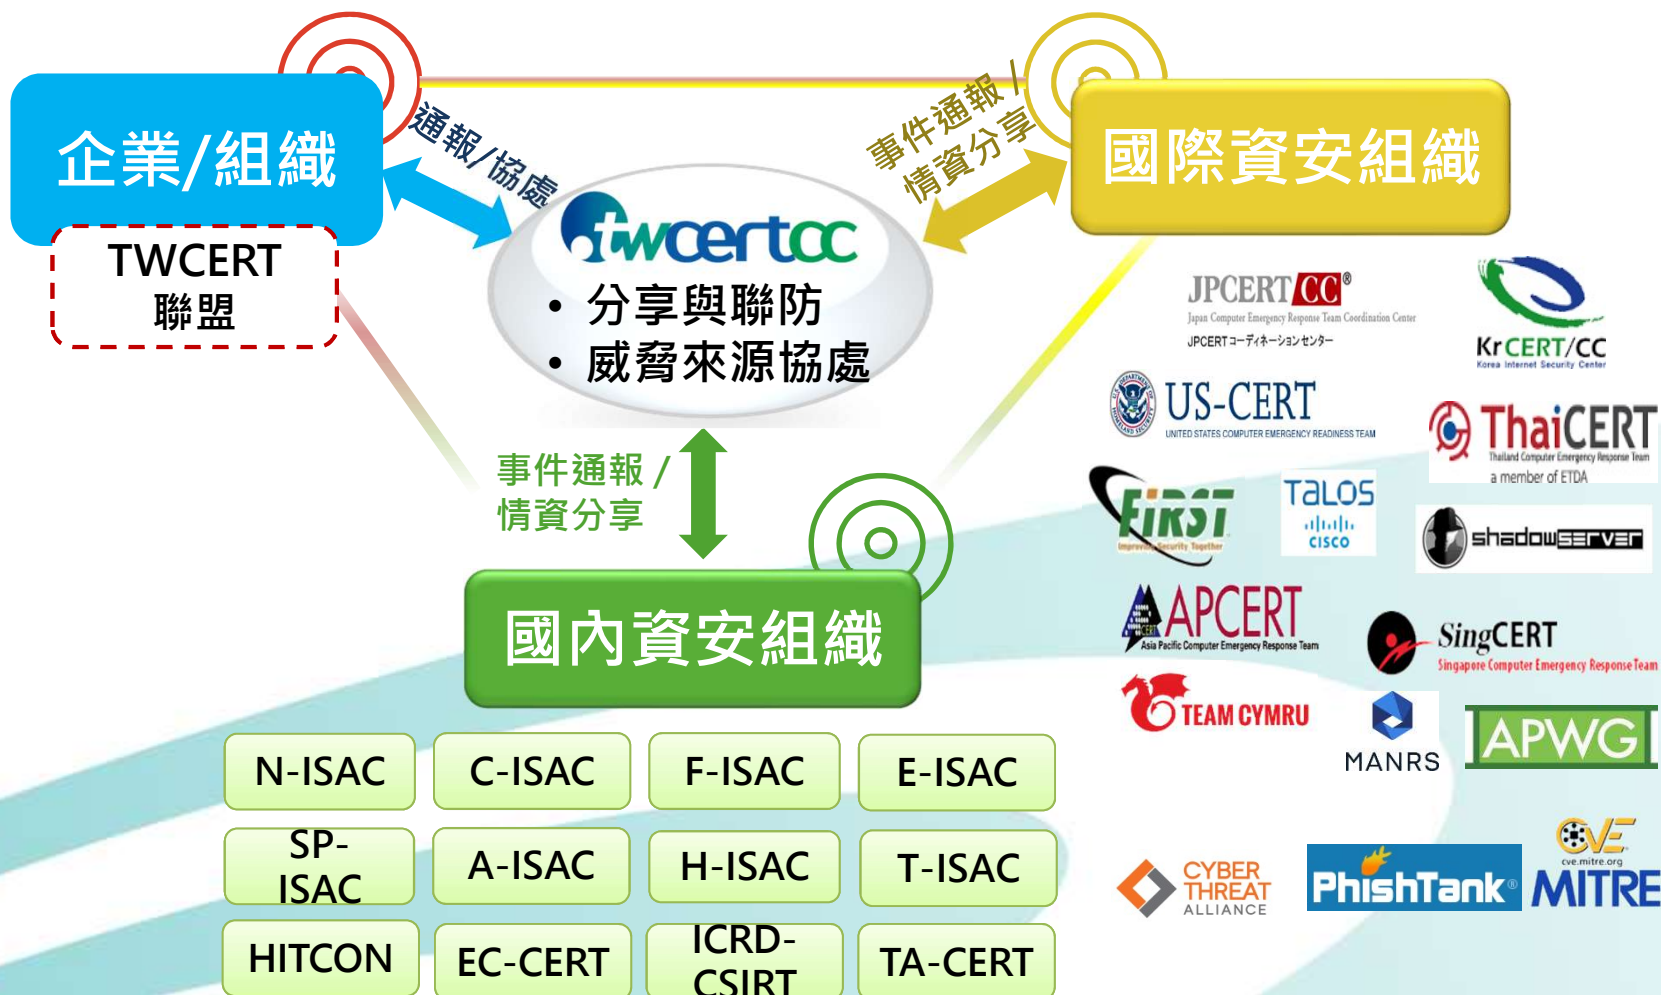 企業/組織
TWCERT
聯盟
通報/協處
事件通報 /
情資分享
國際資安組織
twcertcc
• 分享與聯防
• 威脅來源協處
事件通報 /
情資分享
國內資安組織
N-ISAC
C-ISAC
F-ISAC
E-ISAC
SP-
ISAC
A-ISAC
H-ISAC
T-ISAC
HITCON
EC-CERT
ICRD-
CSIRT
TA-CERT
JPCERT CC®
Japan Computer Emergency Response Team Coordination Center
JPCERT コーディネーションセンター
KrCERT/CC
Korea Internet Security Center
US-CERT
UNITED STATES COMPUTER EMERGENCY READINESS TEAM
ThaiCERT
Thailand Computer Emergency Response Team
a member of ETDA
FiRST
Improving Security Together
TALOS
CISCO
shadowserver
APCERT
Asia Pacific Computer Emergency Response Team
SingCERT
Singapore Computer Emergency Response Team
TEAM CYMRU
MANRS
APWG
CYBER
THREAT
ALLIANCE
PhishTank®
CVE
cve.mitre.org
MITRE